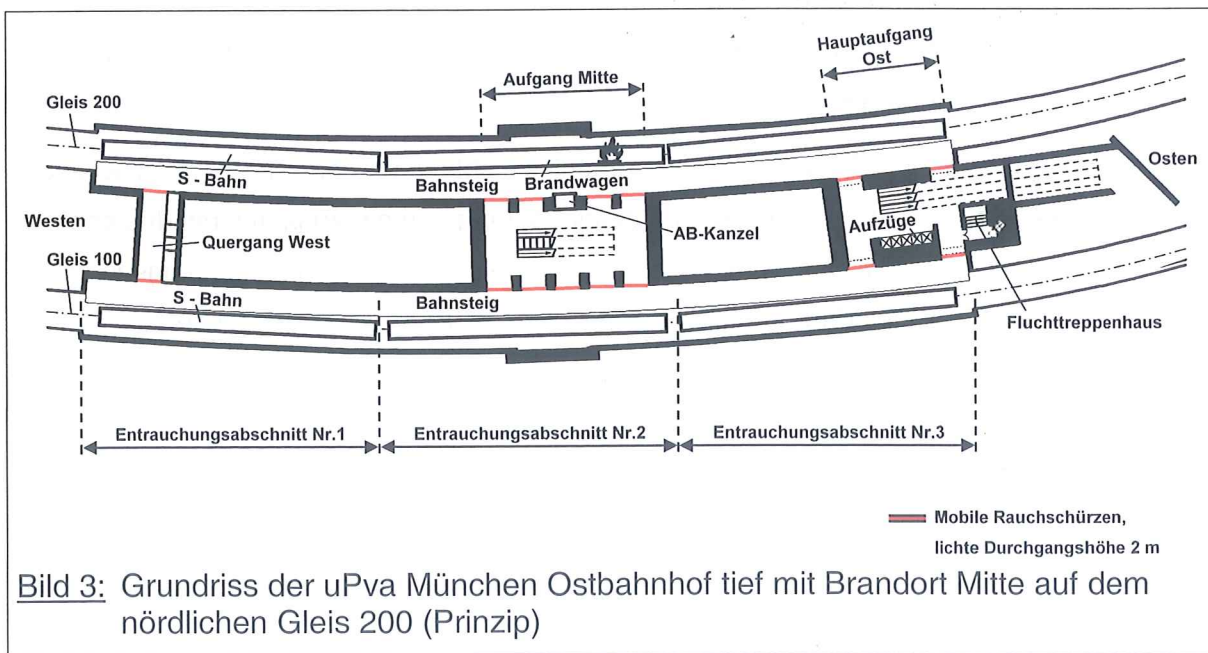 Hauptaufgang
Ost
Aufgang Mitte
Gleis 200
Osten
S - Bahn
Bahnsteig
Brandwagen
Westen
Quergang West
AB-Kanzel
Aufzüge
Gleis 100
S - Bahn
Bahnsteig
Fluchttreppenhaus
Entrauchungsabschnitt Nr.1
Entrauchungsabschnitt Nr.2
Entrauchungsabschnitt Nr.3
Mobile Rauchschürzen,
lichte Durchgangshöhe 2 m
Bild 3: Grundriss der uPva München Ostbahnhof tief mit Brandort Mitte auf dem
nördlichen Gleis 200 (Prinzip)